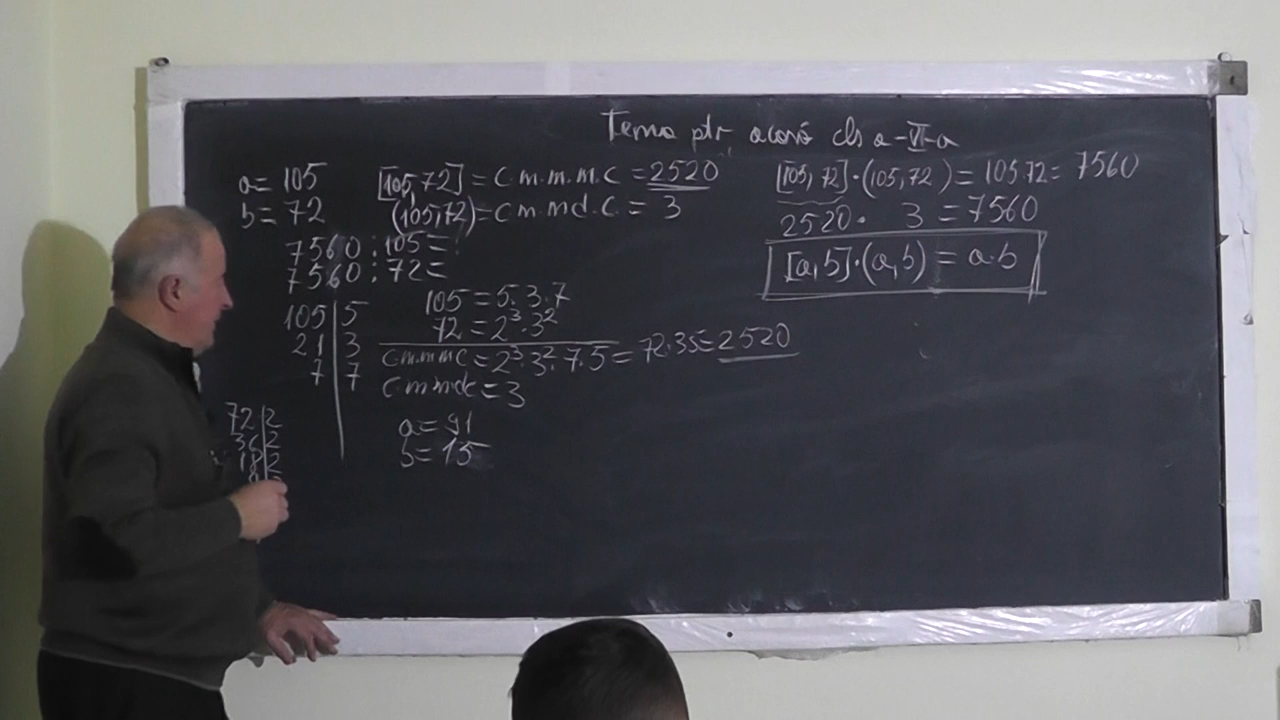 Tema ptr acasă cls a-VI-a
a= 105
b= 72
[105,72]=c.m.m.m.c =2520
(105,72)=c.m.md.c.= 3
[105, 72]·(105,72)=105 72= 7560
2520· 3 =7560
[a,b]·(a,b) = a·b
7560:105=?
7560:72=
105|5
21|3
7|7
105 =5.3.7
72 =2³·3²
c.m.m.m.c =2³·3²·7·5= 72·35=2520
c.m.m.d.c =3
72|2
36|2
18|2
a= 91
b= 15